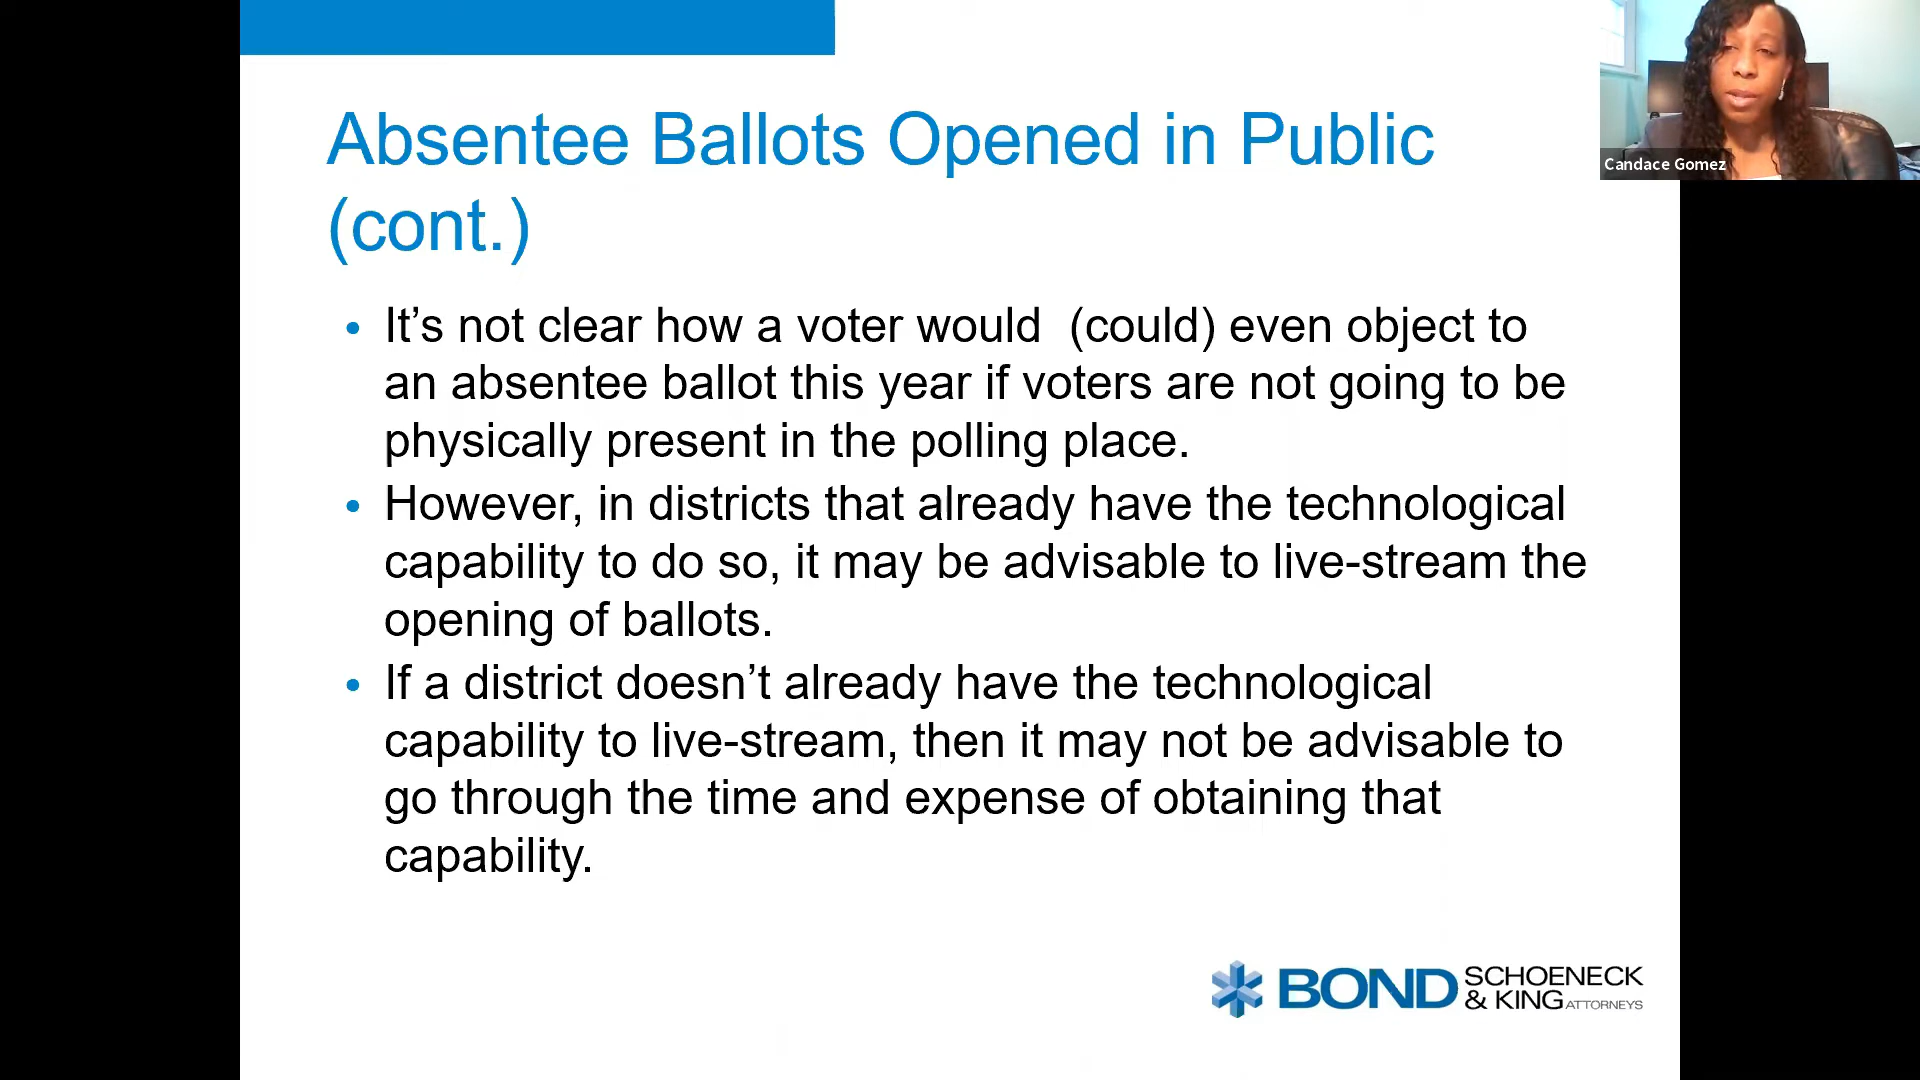 Absentee Ballots Opened in Public
(cont.)
Candace Gomez
• It’s not clear how a voter would  (could) even object to
an absentee ballot this year if voters are not going to be
physically present in the polling place.
• However, in districts that already have the technological
capability to do so, it may be advisable to live-stream the
opening of ballots.
• If a district doesn’t already have the technological
capability to live-stream, then it may not be advisable to
go through the time and expense of obtaining that
capability.
BOND SCHOENECK
& KING ATTORNEYS